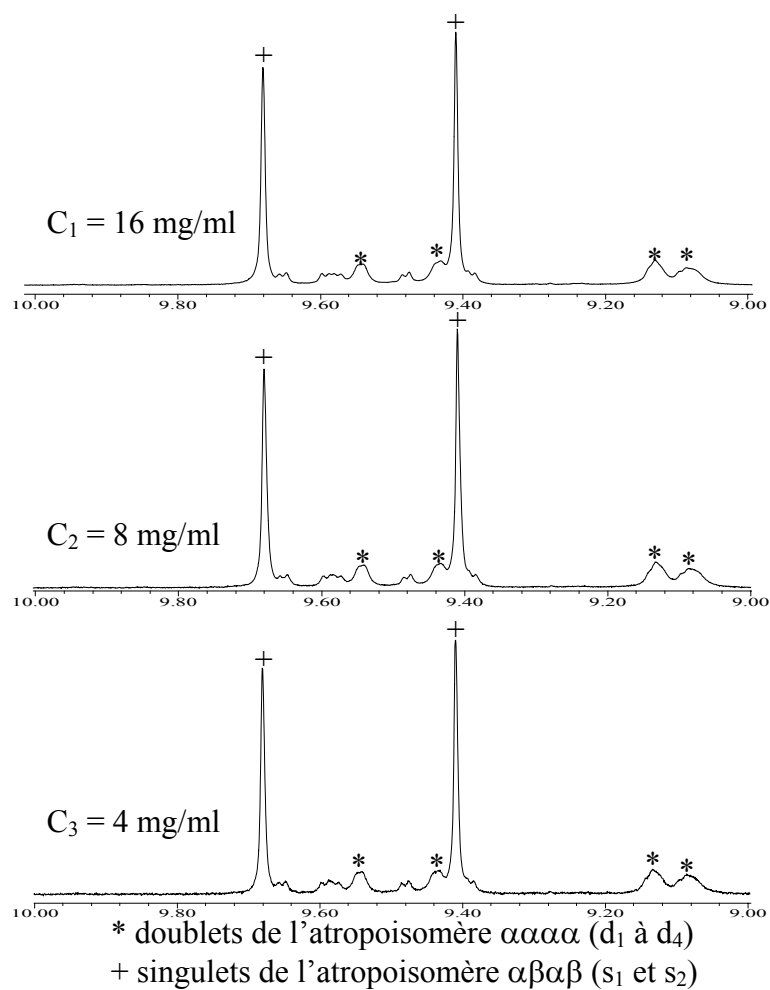 + +
C₁ = 16 mg/ml
* * * *
10.00 9.80 9.60 9.40 9.20 9.00
+ +
C₂ = 8 mg/ml
* * * *
10.00 9.80 9.60 9.40 9.20 9.00
+ +
C₃ = 4 mg/ml
* * * *
10.00 9.80 9.60 9.40 9.20 9.00
* doublets de l’atropoisomère αααα (d₁ à d₄)
+ singulets de l’atropoisomère αβαβ (s₁ et s₂)